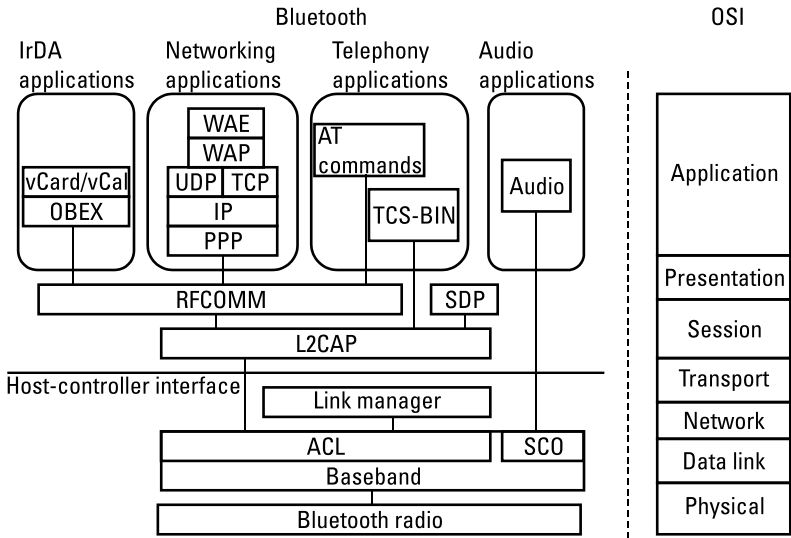 Bluetooth
OSI
IrDA
applications
Networking
applications
Telephony
applications
Audio
applications
WAE
WAP
UDP TCP
IP
PPP
vCard/vCal
OBEX
AT
commands
TCS-BIN
Audio
RFCOMM
SDP
L2CAP
Host-controller interface
Link manager
ACL
SCO
Baseband
Bluetooth radio
Application
Presentation
Session
Transport
Network
Data link
Physical